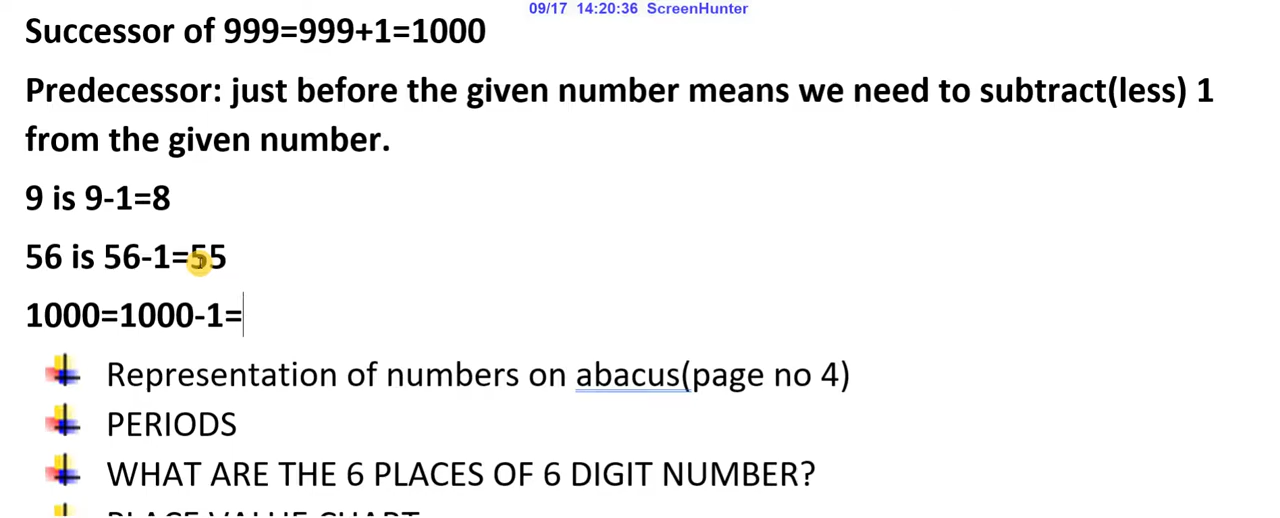 09/17 14:20:36 ScreenHunter
Successor of 999=999+1=1000
Predecessor: just before the given number means we need to subtract(less) 1
from the given number.
9 is 9-1=8
56 is 56-1=55
1000=1000-1=
Representation of numbers on abacus(page no 4)
PERIODS
WHAT ARE THE 6 PLACES OF 6 DIGIT NUMBER?
PLACE VALUE CHART